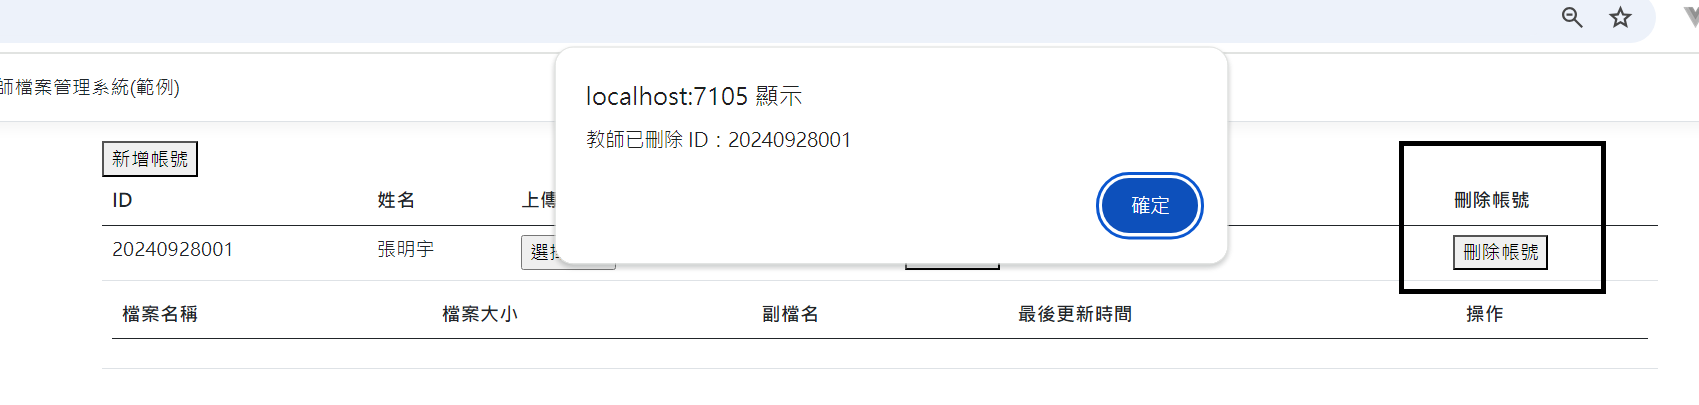 師檔案管理系統(範例)
localhost:7105 顯示
教師已刪除 ID：20240928001
確定
新增帳號
ID 姓名 上傳 刪除帳號
20240928001 張明宇 選擇 刪除帳號
檔案名稱 檔案大小 副檔名 最後更新時間 操作